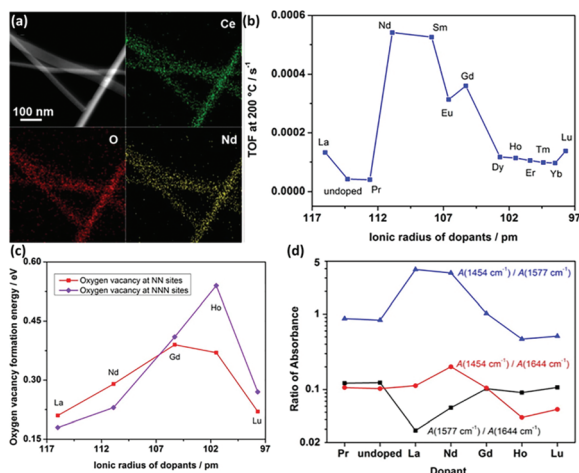 (a)
Ce
100 nm
O
Nd
(b)
TOF at 200 °C / s⁻¹
0.0006
0.0004
0.0002
0.0000
La
undoped
Pr
Nd
Sm
Eu
Gd
Dy
Ho
Er
Tm
Yb
Lu
117 112 107 102 97
Ionic radius of dopants / pm
(c)
Oxygen vacancy formation energy / eV
0.60
0.45
0.30
0.15
Oxygen vacancy at NN sites
Oxygen vacancy at NNN sites
La
Nd
Gd
Ho
Lu
117 113 109 105 101 97
Ionic radius of dopants / pm
(d)
Ratio of Absorbance
5
1
0.1
0.02
A(1454 cm⁻¹) / A(1577 cm⁻¹)
A(1454 cm⁻¹) / A(1644 cm⁻¹)
A(1577 cm⁻¹) / A(1644 cm⁻¹)
Pr undoped La Nd Gd Ho Lu
Dopant